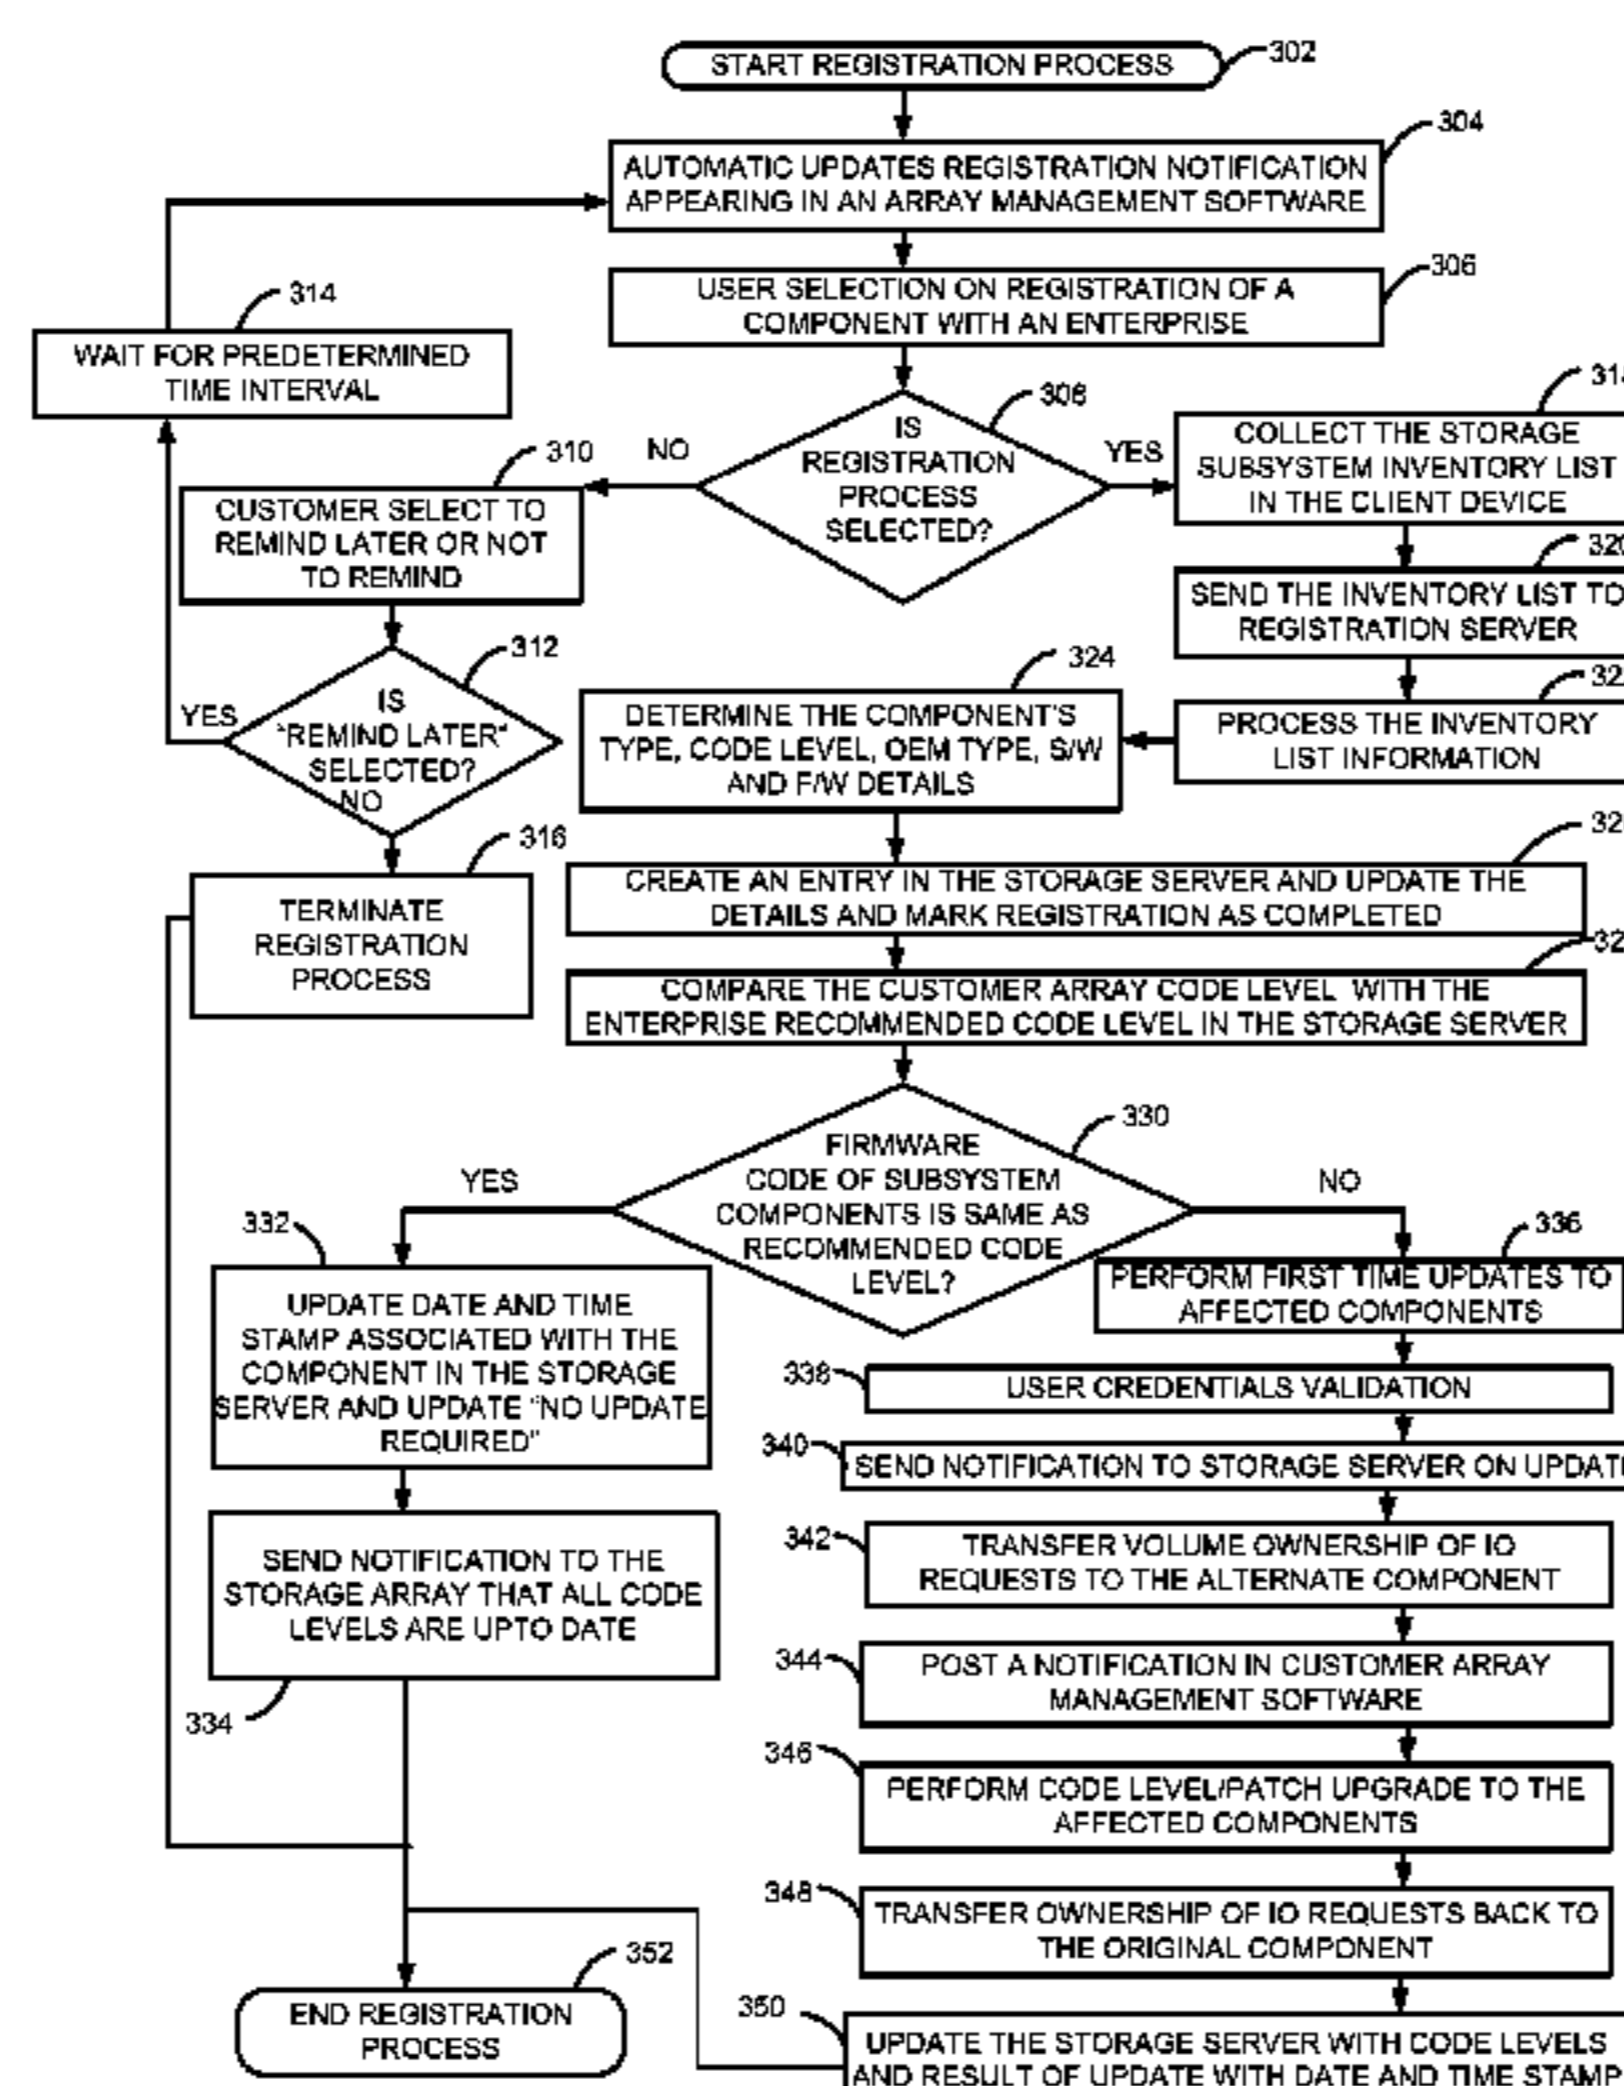 START REGISTRATION PROCESS
302
304
AUTOMATIC UPDATES REGISTRATION NOTIFICATION
APPEARING IN AN ARRAY MANAGEMENT SOFTWARE
306
USER SELECTION ON REGISTRATION OF A
COMPONENT WITH AN ENTERPRISE
314
WAIT FOR PREDETERMINED
TIME INTERVAL
308
IS
REGISTRATION
PROCESS
SELECTED?
NO
YES
310
CUSTOMER SELECT TO
REMIND LATER OR NOT
TO REMIND
COLLECT THE STORAGE
SUBSYSTEM INVENTORY LIST
IN THE CLIENT DEVICE
320
SEND THE INVENTORY LIST TO
REGISTRATION SERVER
312
IS
"REMIND LATER"
SELECTED?
YES
NO
32
PROCESS THE INVENTORY
LIST INFORMATION
324
DETERMINE THE COMPONENT'S
TYPE, CODE LEVEL, OEM TYPE, S/W
AND F/W DETAILS
316
TERMINATE
REGISTRATION
PROCESS
32
CREATE AN ENTRY IN THE STORAGE SERVER AND UPDATE THE
DETAILS AND MARK REGISTRATION AS COMPLETED
32
COMPARE THE CUSTOMER ARRAY CODE LEVEL WITH THE
ENTERPRISE RECOMMENDED CODE LEVEL IN THE STORAGE SERVER
330
FIRMWARE
CODE OF SUBSYSTEM
COMPONENTS IS SAME AS
RECOMMENDED CODE
LEVEL?
YES
NO
332
UPDATE DATE AND TIME
STAMP ASSOCIATED WITH THE
COMPONENT IN THE STORAGE
SERVER AND UPDATE "NO UPDATE
REQUIRED"
336
PERFORM FIRST TIME UPDATES TO
AFFECTED COMPONENTS
338
USER CREDENTIALS VALIDATION
340
SEND NOTIFICATION TO STORAGE SERVER ON UPDAT
334
SEND NOTIFICATION TO THE
STORAGE ARRAY THAT ALL CODE
LEVELS ARE UPTO DATE
342
TRANSFER VOLUME OWNERSHIP OF IO
REQUESTS TO THE ALTERNATE COMPONENT
344
POST A NOTIFICATION IN CUSTOMER ARRAY
MANAGEMENT SOFTWARE
346
PERFORM CODE LEVEL/PATCH UPGRADE TO THE
AFFECTED COMPONENTS
348
TRANSFER OWNERSHIP OF IO REQUESTS BACK TO
THE ORIGINAL COMPONENT
352
END REGISTRATION
PROCESS
350
UPDATE THE STORAGE SERVER WITH CODE LEVELS
AND RESULT OF UPDATE WITH DATE AND TIME STAMP